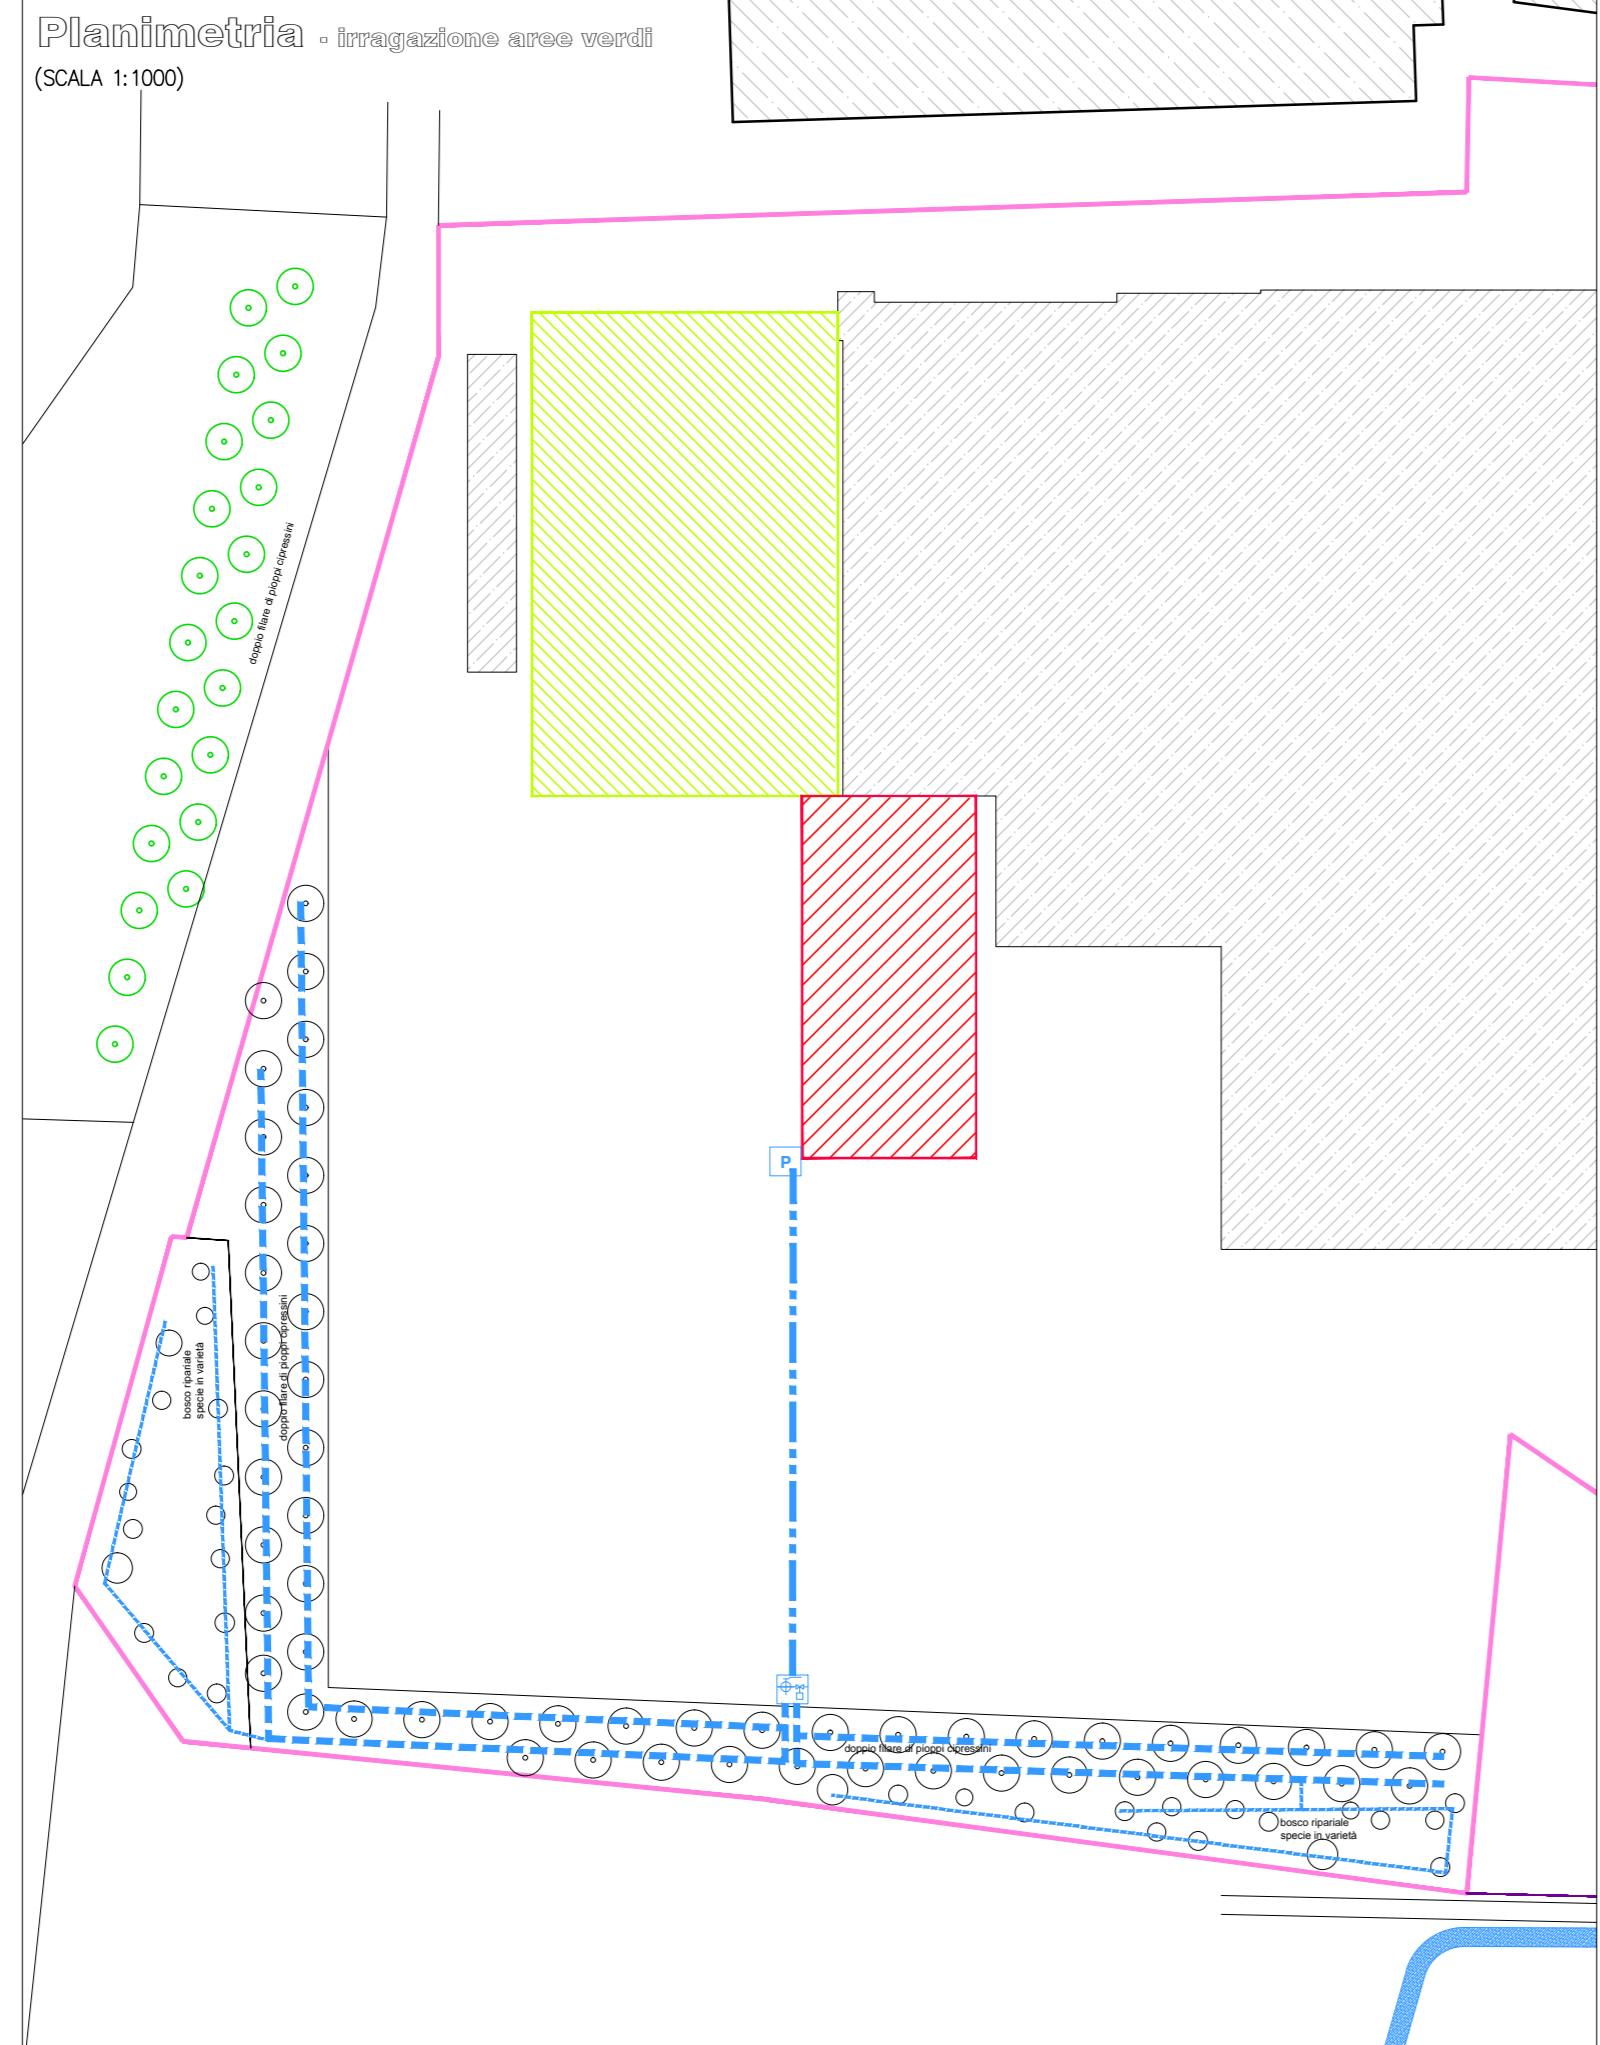 Planimetria - irragazione aree verdi
(SCALA 1:1000)
doppio filare di pioppi cipressini
P
doppio filare di pioppi cipressini
bosco ripariale
specie in varietà
doppio filare di pioppi cipressini
bosco ripariale
specie in varietà